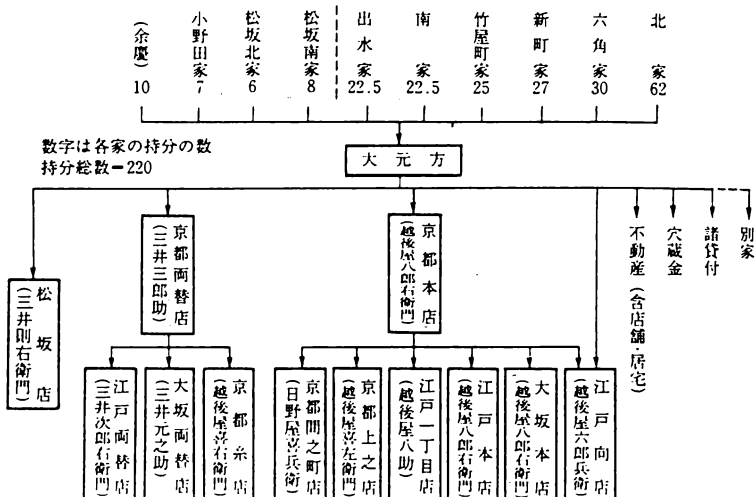 北家
62
六角家
30
新町家
27
竹屋町家
25
南家
22.5
出水家
22.5
松坂南家
8
松坂北家
6
小野田家
7
(余慶)
10
数字は各家の持分の数
持分総数=220
大元方
別家
諸貸付
穴蔵金
不動産(含店舗・居宅)
京都本店
(越後屋八郎右衛門)
京都両替店
(三井三郎助)
松坂店
(三井則右衛門)
江戸向店
(越後屋六郎兵衛)
大坂本店
(越後屋八郎右衛門)
江戸本店
(越後屋八郎右衛門)
江戸一丁目店
(越後屋八助)
京都上之店
(越後屋喜左衛門)
京都間之町店
(日野屋喜兵衛)
京都糸店
(越後屋喜右衛門)
大坂両替店
(三井元之助)
江戸両替店
(三井次郎右衛門)